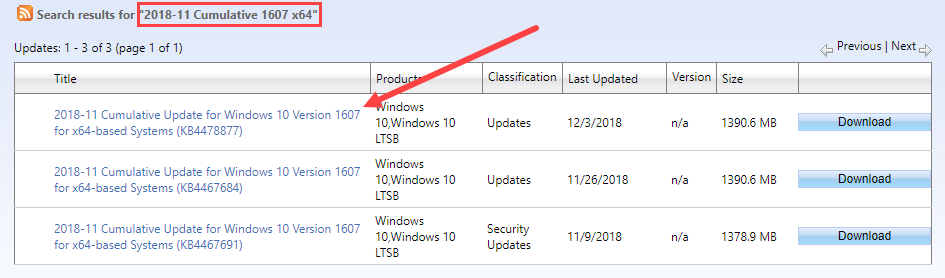 Search results for "2018-11 Cumulative 1607 x64"
Updates: 1 - 3 of 3 (page 1 of 1)
Previous | Next
Title Products Classification Last Updated Version Size
2018-11 Cumulative Update for Windows 10 Version 1607
for x64-based Systems (KB4478877)
Windows
10,Windows 10
LTSB
Updates
12/3/2018
n/a
1390.6 MB
Download
2018-11 Cumulative Update for Windows 10 Version 1607
for x64-based Systems (KB4467684)
Windows
10,Windows 10
LTSB
Updates
11/26/2018
n/a
1390.6 MB
Download
2018-11 Cumulative Update for Windows 10 Version 1607
for x64-based Systems (KB4467691)
Windows
10,Windows 10
LTSB
Security
Updates
11/9/2018
n/a
1378.9 MB
Download